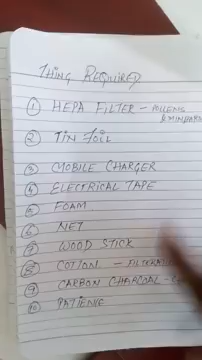 Thing Required
① HEPA FILTER - POLLENS
② TIN FOIL
③ MOBILE CHARGER
④ ELECTRICAL TAPE
⑤ FOAM
⑥ NET
⑦ WOOD STICK
⑧ COTTON -
⑨ CARBON CHARCOAL -
⑩ PATIENCE